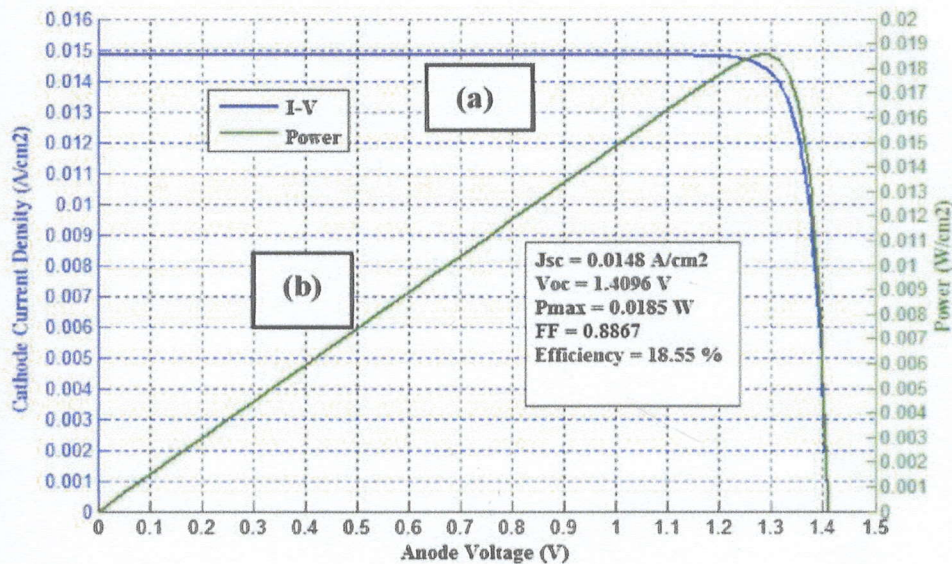 0.016
0.015
0.014
0.013
0.012
0.011
0.01
0.009
0.008
0.007
0.006
0.005
0.004
0.003
0.002
0.001
0
Cathode Current Density (A/cm2)
I-V
Power
(a)
(b)
Jsc = 0.0148 A/cm2
Voc = 1.4096 V
Pmax = 0.0185 W
FF = 0.8867
Efficiency = 18.55 %
0.02
0.019
0.018
0.017
0.016
0.015
0.014
0.013
0.012
0.011
0.01
0.009
0.008
0.007
0.006
0.005
0.004
0.003
0.002
0.001
0
Power (W/cm2)
0 0.1 0.2 0.3 0.4 0.5 0.6 0.7 0.8 0.9 1 1.1 1.2 1.3 1.4 1.5
Anode Voltage (V)